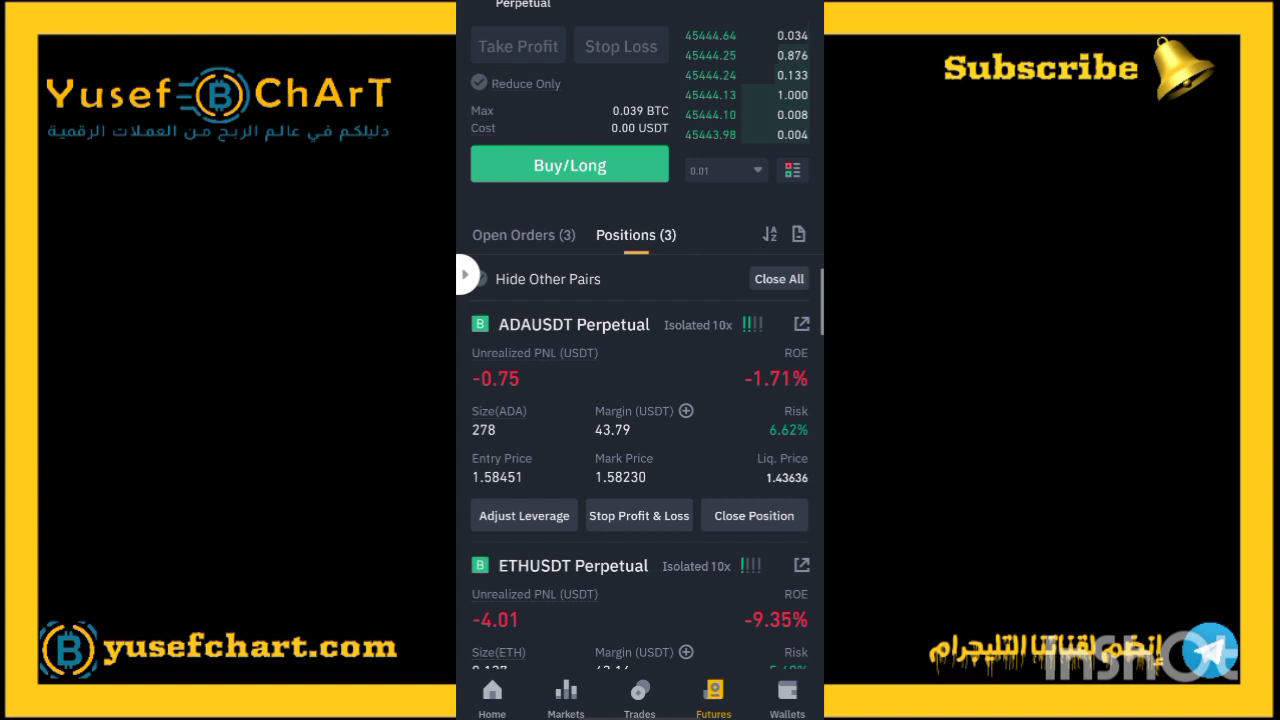 Yusef B ChArT
دليلكم في عالم الربح من العملات الرقمية
Subscribe
Perpetual
Take Profit Stop Loss
Reduce Only
Max 0.039 BTC
Cost 0.00 USDT
Buy/Long
45444.64 0.034
45444.25 0.876
45444.24 0.133
45444.13 1.000
45444.10 0.008
45443.98 0.004
0.01
Open Orders (3) Positions (3)
Hide Other Pairs Close All
B ADAUSDT Perpetual Isolated 10x
Unrealized PNL (USDT) ROE
-0.75 -1.71%
Size(ADA) Margin (USDT) Risk
278 43.79 6.62%
Entry Price Mark Price Liq. Price
1.58451 1.58230 1.43636
Adjust Leverage Stop Profit & Loss Close Position
B ETHUSDT Perpetual Isolated 10x
Unrealized PNL (USDT) ROE
-4.01 -9.35%
Size(ETH) Margin (USDT) Risk
Home Markets Trades Futures Wallets
B yusefchart.com
إنضم لقناتنا التليجرام
InShOt